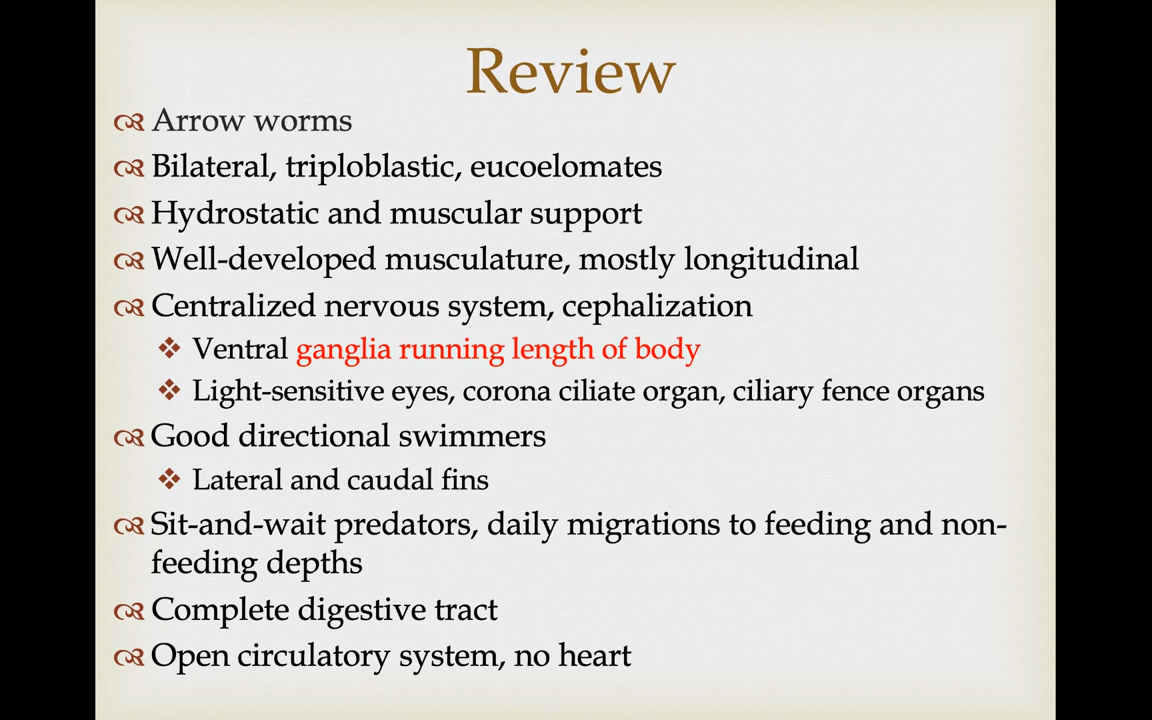 Review
Arrow worms
Bilateral, triploblastic, eucoelomates
Hydrostatic and muscular support
Well-developed musculature, mostly longitudinal
Centralized nervous system, cephalization
Ventral ganglia running length of body
Light-sensitive eyes, corona ciliate organ, ciliary fence organs
Good directional swimmers
Lateral and caudal fins
Sit-and-wait predators, daily migrations to feeding and non-
feeding depths
Complete digestive tract
Open circulatory system, no heart